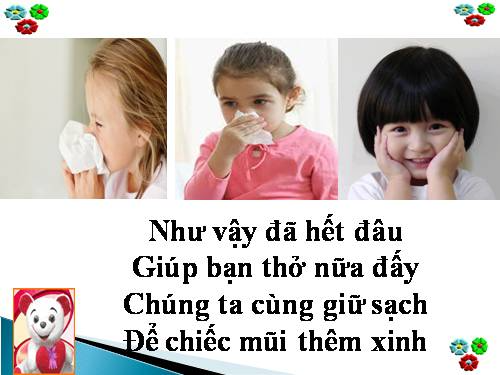 Như vậy đã hết đâu
Giúp bạn thở nữa đấy
Chúng ta cùng giữ sạch
Để chiếc mũi thêm xinh